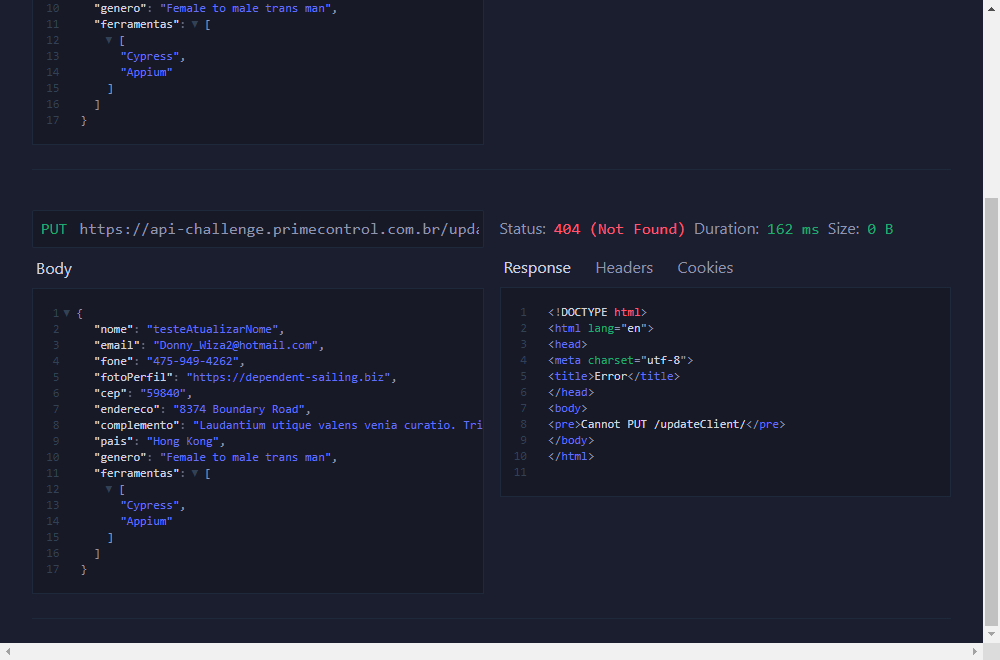 10 "genero": "Female to male trans man",
11 "ferramentas": ▼ [
12 ▼ [
13 "Cypress",
14 "Appium"
15 ]
16 ]
17 }
PUT https://api-challenge.primecontrol.com.br/upda
Status: 404 (Not Found) Duration: 162 ms Size: 0 B
Body
Response Headers Cookies
1 ▼ {
2 "nome": "testeAtualizarNome",
3 "email": "Donny_Wiza2@hotmail.com",
4 "fone": "475-949-4262",
5 "fotoPerfil": "https://dependent-sailing.biz",
6 "cep": "59840",
7 "endereco": "8374 Boundary Road",
8 "complemento": "Laudantium utique valens venia curatio. Tri
9 "pais": "Hong Kong",
10 "genero": "Female to male trans man",
11 "ferramentas": ▼ [
12 ▼ [
13 "Cypress",
14 "Appium"
15 ]
16 ]
17 }
1 <!DOCTYPE html>
2 <html lang="en">
3 <head>
4 <meta charset="utf-8">
5 <title>Error</title>
6 </head>
7 <body>
8 <pre>Cannot PUT /updateClient/</pre>
9 </body>
10 </html>
11